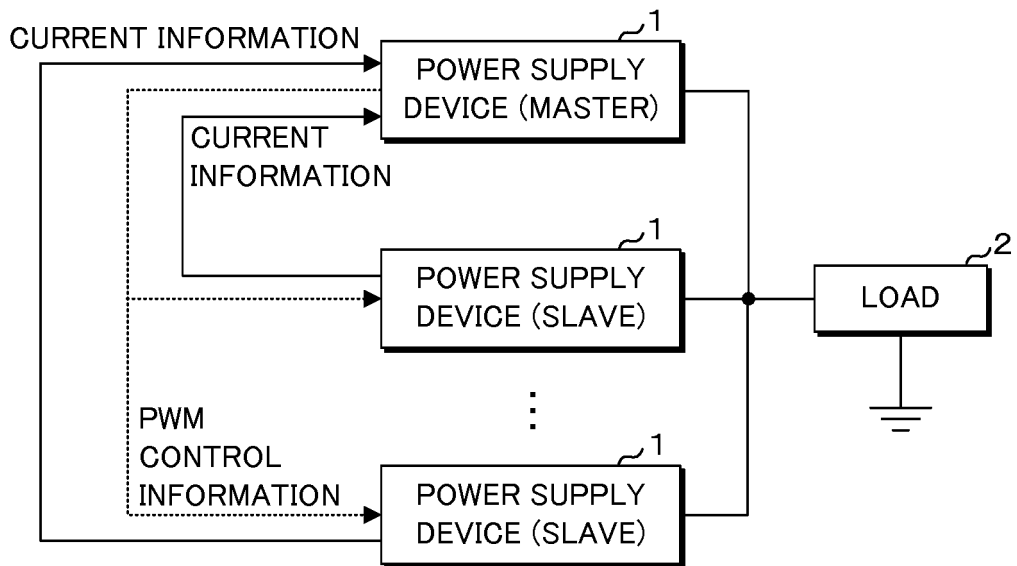 CURRENT INFORMATION
1
POWER SUPPLY
DEVICE (MASTER)
CURRENT
INFORMATION
1
POWER SUPPLY
DEVICE (SLAVE)
2
LOAD
PWM
CONTROL
INFORMATION
1
POWER SUPPLY
DEVICE (SLAVE)